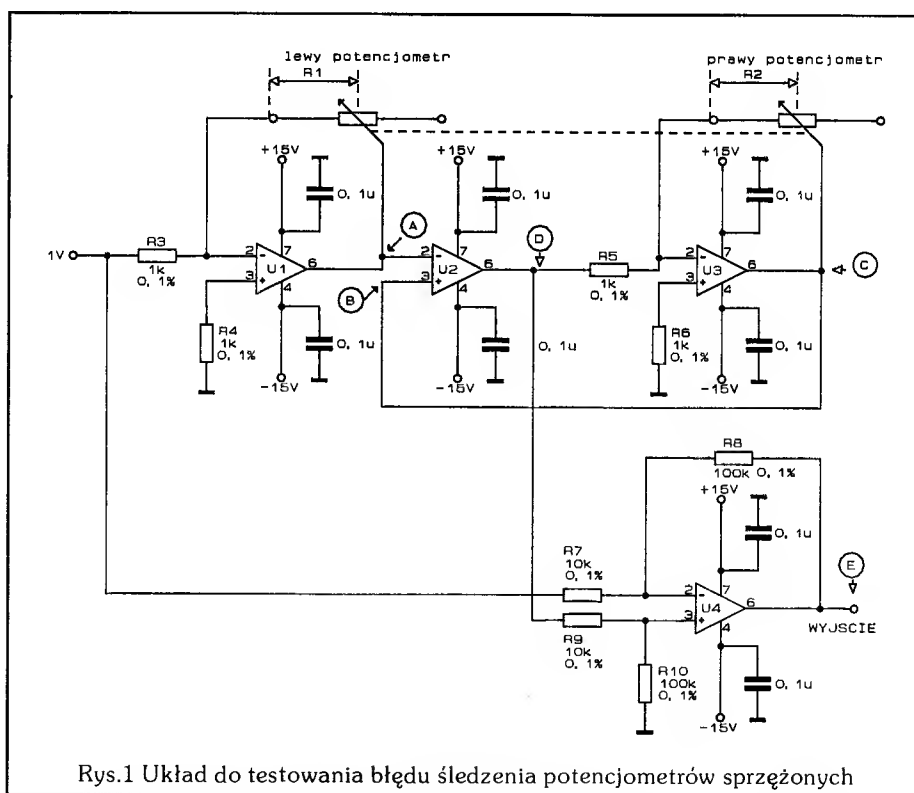 lewy potencjometr
R1
prawy potencjometr
R2
+15V
0, 1u
+15V
0, 1u
+15V
0, 1u
1V
R3
1k
0, 1%
2
7
U1
6
3
4
A
2
7
U2
6
3
4
B
D
R5
1k
0, 1%
2
7
U3
6
3
4
C
R4
1k
0, 1%
0, 1u
-15V
0, 1u
-15V
R6
1k
0, 1%
0, 1u
-15V
R8
100k 0, 1%
+15V
0, 1u
R7
10k
0, 1%
2
7
U4
6
3
4
E
WYJSCIE
R9
10k
0, 1%
R10
100k
0, 1%
0, 1u
-15V
Rys.1 Układ do testowania błędu śledzenia potencjometrów sprzężonych